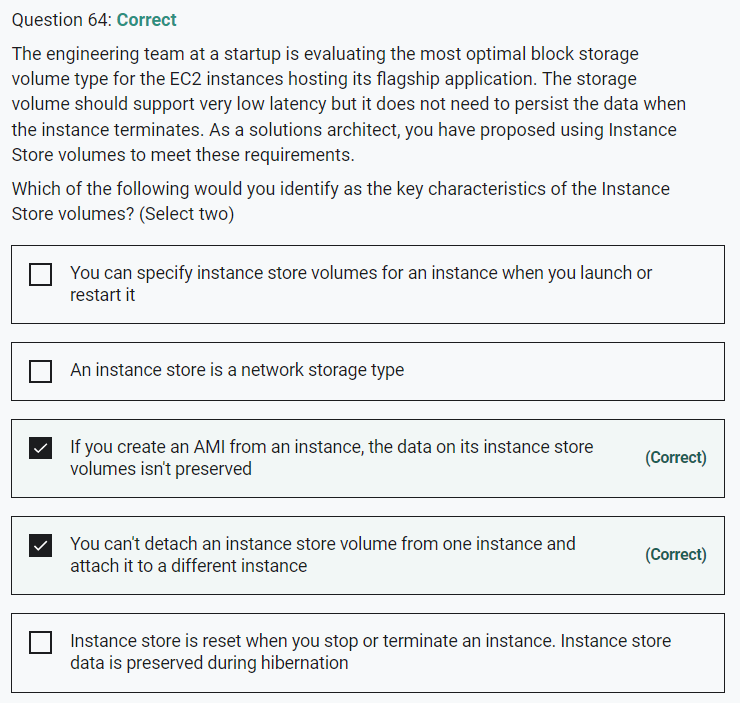 Question 64: Correct
The engineering team at a startup is evaluating the most optimal block storage
volume type for the EC2 instances hosting its flagship application. The storage
volume should support very low latency but it does not need to persist the data when
the instance terminates. As a solutions architect, you have proposed using Instance
Store volumes to meet these requirements.
Which of the following would you identify as the key characteristics of the Instance
Store volumes? (Select two)
You can specify instance store volumes for an instance when you launch or
restart it
An instance store is a network storage type
If you create an AMI from an instance, the data on its instance store
volumes isn't preserved
(Correct)
You can't detach an instance store volume from one instance and
attach it to a different instance
(Correct)
Instance store is reset when you stop or terminate an instance. Instance store
data is preserved during hibernation